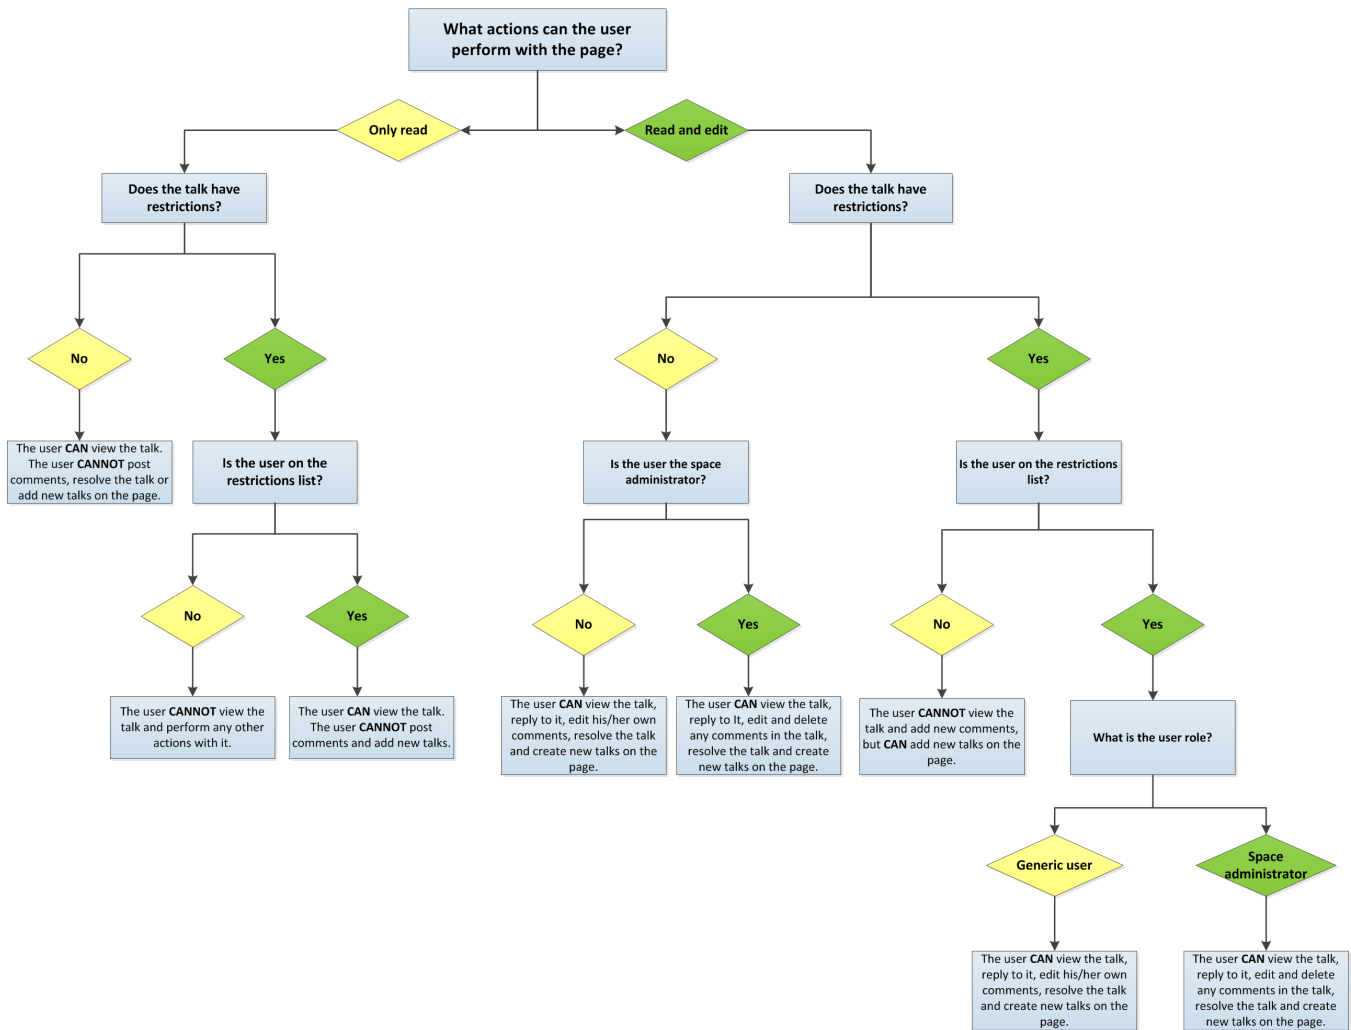 What actions can the user
perform with the page?
Only read
Read and edit
Does the talk have
restrictions?
Does the talk have
restrictions?
No
Yes
No
Yes
The user CAN view the talk.
The user CANNOT post
comments, resolve the talk or
add new talks on the page.
Is the user on the
restrictions list?
Is the user the space
administrator?
Is the user on the restrictions
list?
No
Yes
No
Yes
No
Yes
The user CANNOT view the
talk and perform any other
actions with it.
The user CAN view the talk.
The user CANNOT post
comments and add new talks.
The user CAN view the talk,
reply to it, edit his/her own
comments, resolve the talk
and create new talks on the
page.
The user CAN view the talk,
reply to It, edit and delete
any comments in the talk,
resolve the talk and create
new talks on the page.
The user CANNOT view the
talk and add new comments,
but CAN add new talks on the
page.
What is the user role?
Generic user
Space
administrator
The user CAN view the talk,
reply to it, edit his/her own
comments, resolve the talk
and create new talks on the
page.
The user CAN view the talk,
reply to it, edit and delete
any comments in the talk,
resolve the talk and create
new talks on the page.